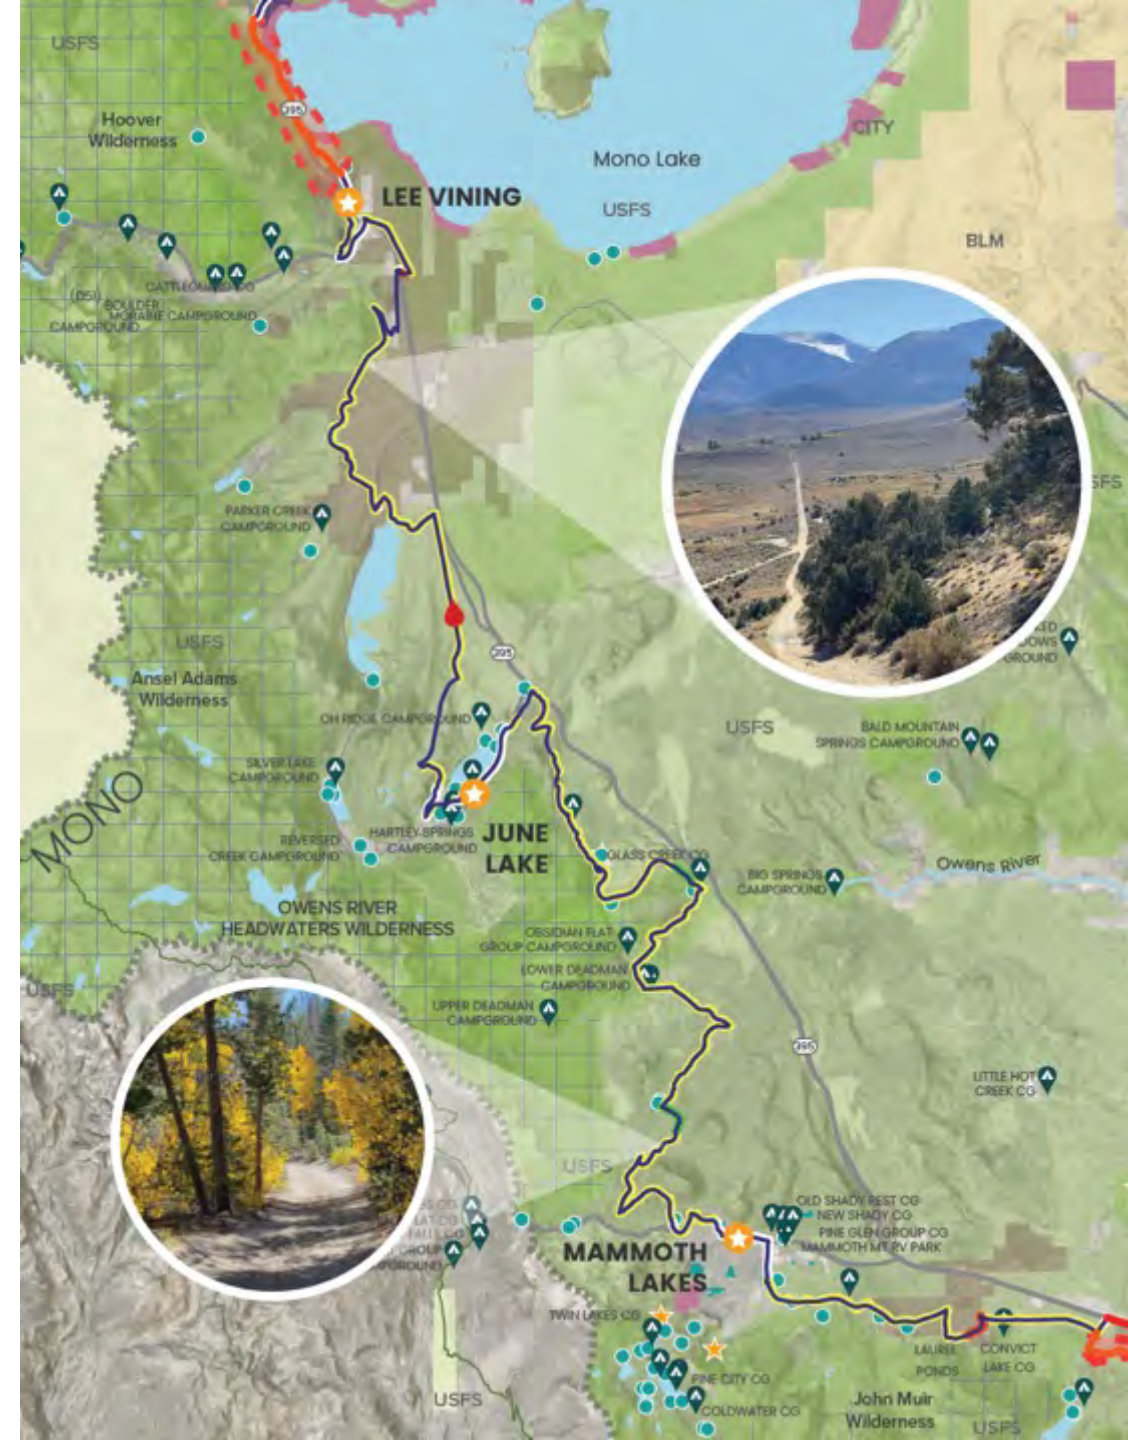 USFS
395
Hoover
Wilderness
CITY
Mono Lake
LEE VINING
USFS
BLM
BOULDER
MORAINE CAMPGROUND
CAMPGROUND
PARKER CREEK
CAMPGROUND
USFS
Ansel Adams
Wilderness
395
OH RIDGE CAMPGROUND
USFS
BALD MOUNTAIN
SPRINGS CAMPGROUND
SILVER LAKE
CAMPGROUND
MONO
REVERSED
CREEK CAMPGROUND
HARTLEY SPRINGS
CAMPGROUND
JUNE
LAKE
GLASS CREEK CG
BIG SPRINGS
CAMPGROUND
Owens River
OWENS RIVER
HEADWATERS WILDERNESS
OBSIDIAN FLAT
GROUP CAMPGROUND
LOWER DEADMAN
CAMPGROUND
USFS
UPPER DEADMAN
CAMPGROUND
395
LITTLE HOT
CREEK CG
USFS
OLD SHADY REST CG
NEW SHADY CG
PINE GLEN GROUP CG
MAMMOTH MT RV PARK
MAMMOTH
LAKES
TWIN LAKES CG
LAUREL
PONDS
CONVICT
LAKE CG
PINE CITY CG
USFS
COLDWATER CG
John Muir
Wilderness
USFS